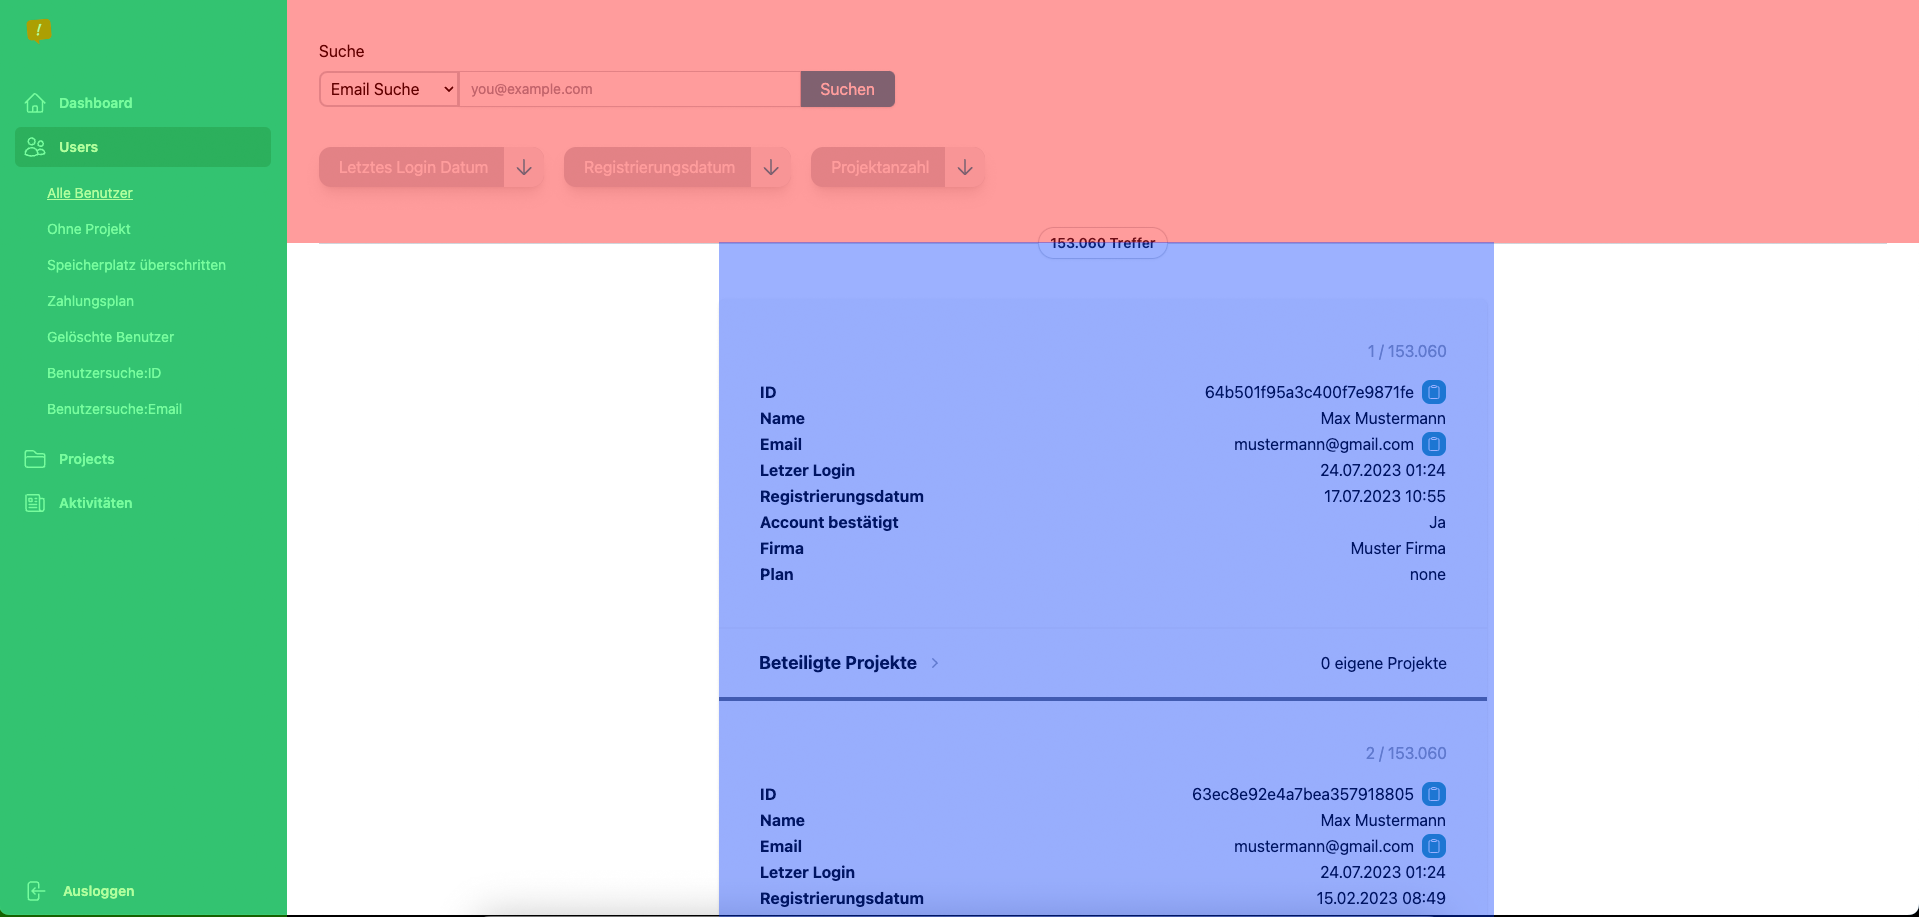 !
Dashboard
Users
Alle Benutzer
Ohne Projekt
Speicherplatz überschritten
Zahlungsplan
Gelöschte Benutzer
Benutzersuche:ID
Benutzersuche:Email
Projects
Aktivitäten
Ausloggen
Suche
Email Suche you@example.com Suchen
Letztes Login Datum Registrierungsdatum Projektanzahl
153.060 Treffer
1 / 153.060
ID 64b501f95a3c400f7e9871fe
Name Max Mustermann
Email mustermann@gmail.com
Letzer Login 24.07.2023 01:24
Registrierungsdatum 17.07.2023 10:55
Account bestätigt Ja
Firma Muster Firma
Plan none
Beteiligte Projekte 0 eigene Projekte
2 / 153.060
ID 63ec8e92e4a7bea357918805
Name Max Mustermann
Email mustermann@gmail.com
Letzer Login 24.07.2023 01:24
Registrierungsdatum 15.02.2023 08:49